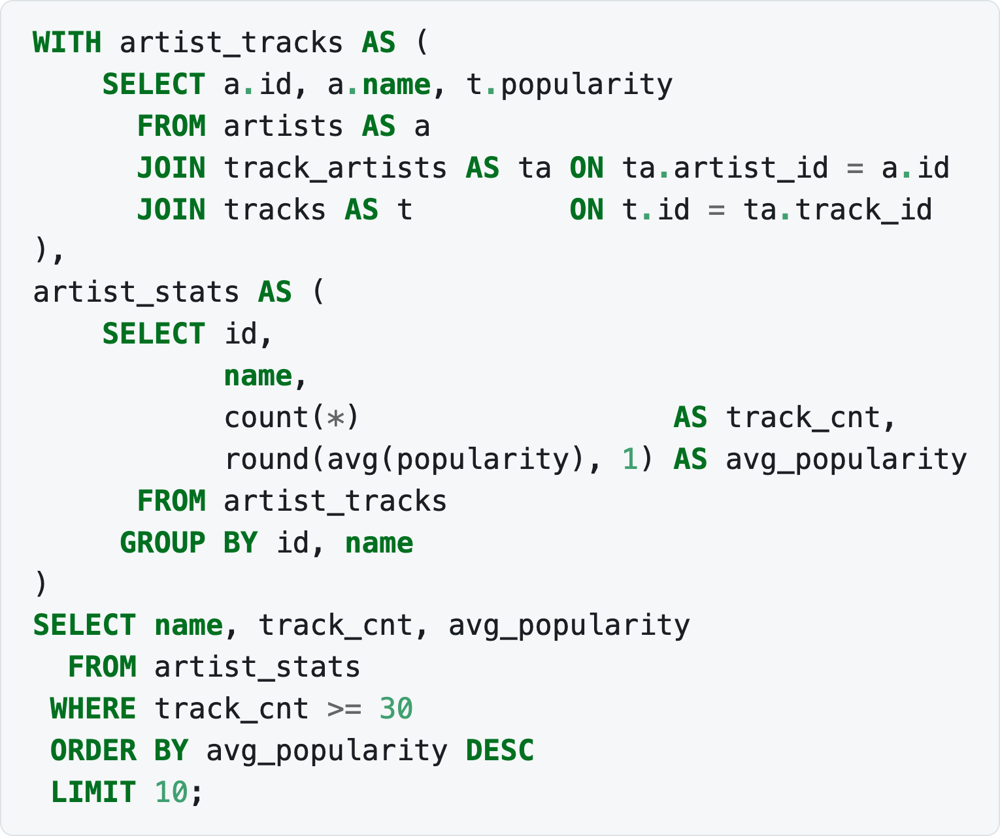 WITH artist_tracks AS (
    SELECT a.id, a.name, t.popularity
      FROM artists AS a
      JOIN track_artists AS ta ON ta.artist_id = a.id
      JOIN tracks AS t         ON t.id = ta.track_id
),
artist_stats AS (
    SELECT id,
           name,
           count(*)                  AS track_cnt,
           round(avg(popularity), 1) AS avg_popularity
      FROM artist_tracks
     GROUP BY id, name
)
SELECT name, track_cnt, avg_popularity
  FROM artist_stats
 WHERE track_cnt >= 30
 ORDER BY avg_popularity DESC
 LIMIT 10;